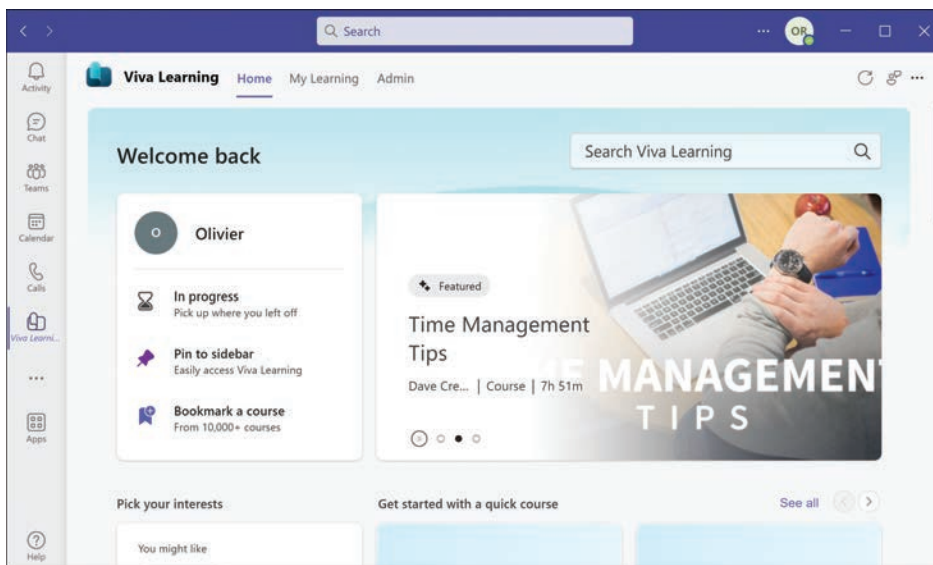 Search
OR
Activity
Chat
Teams
Calendar
Calls
Viva Learni...
Apps
Help
Viva Learning Home My Learning Admin
Welcome back
Search Viva Learning
O
Olivier
In progress
Pick up where you left off
Pin to sidebar
Easily access Viva Learning
Bookmark a course
From 10,000+ courses
Featured
Time Management
Tips
Dave Cre... | Course | 7h 51m
ME MANAGEMENT
TIPS
Pick your interests
You might like
Get started with a quick course
See all